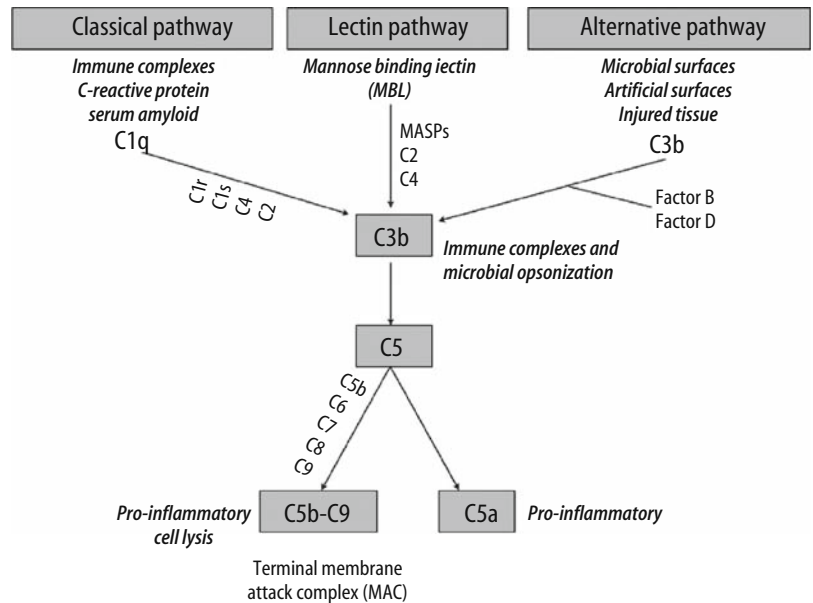 Classical pathway
Lectin pathway
Alternative pathway
Immune complexes
C-reactive protein
serum amyloid
C1q
Mannose binding iectin
(MBL)
Microbial surfaces
Artificial surfaces
Injured tissue
C3b
MASPs
C2
C4
C1r
C1s
C4
C2
Factor B
Factor D
C3b
Immune complexes and
microbial opsonization
C5
C5b
C6
C7
C8
C9
Pro-inflammatory
cell lysis
C5b-C9
C5a
Pro-inflammatory
Terminal membrane
attack complex (MAC)